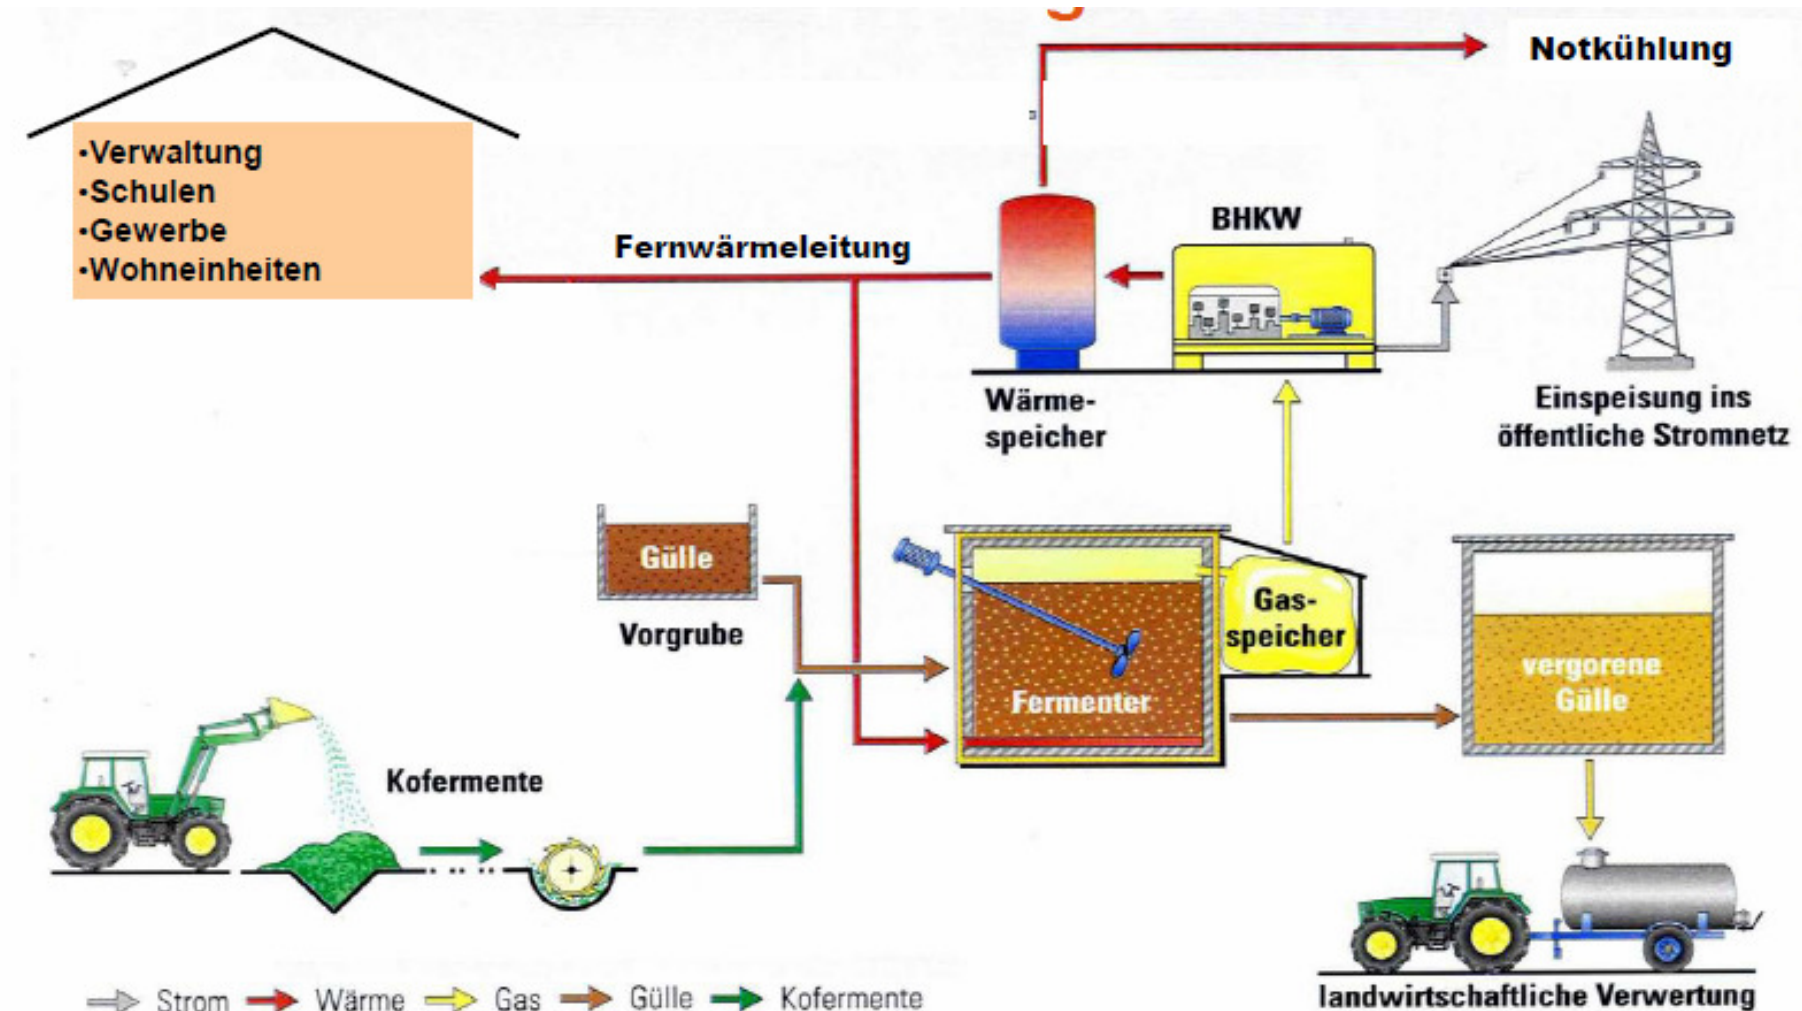 Notkühlung
•Verwaltung
•Schulen
•Gewerbe
•Wohneinheiten
Fernwärmeleitung
BHKW
Wärme-
speicher
Einspeisung ins
öffentliche Stromnetz
Gülle
Vorgrube
Gas-
speicher
Fermenter
vergorene
Gülle
Kofermente
landwirtschaftliche Verwertung
Strom
Wärme
Gas
Gülle
Kofermente